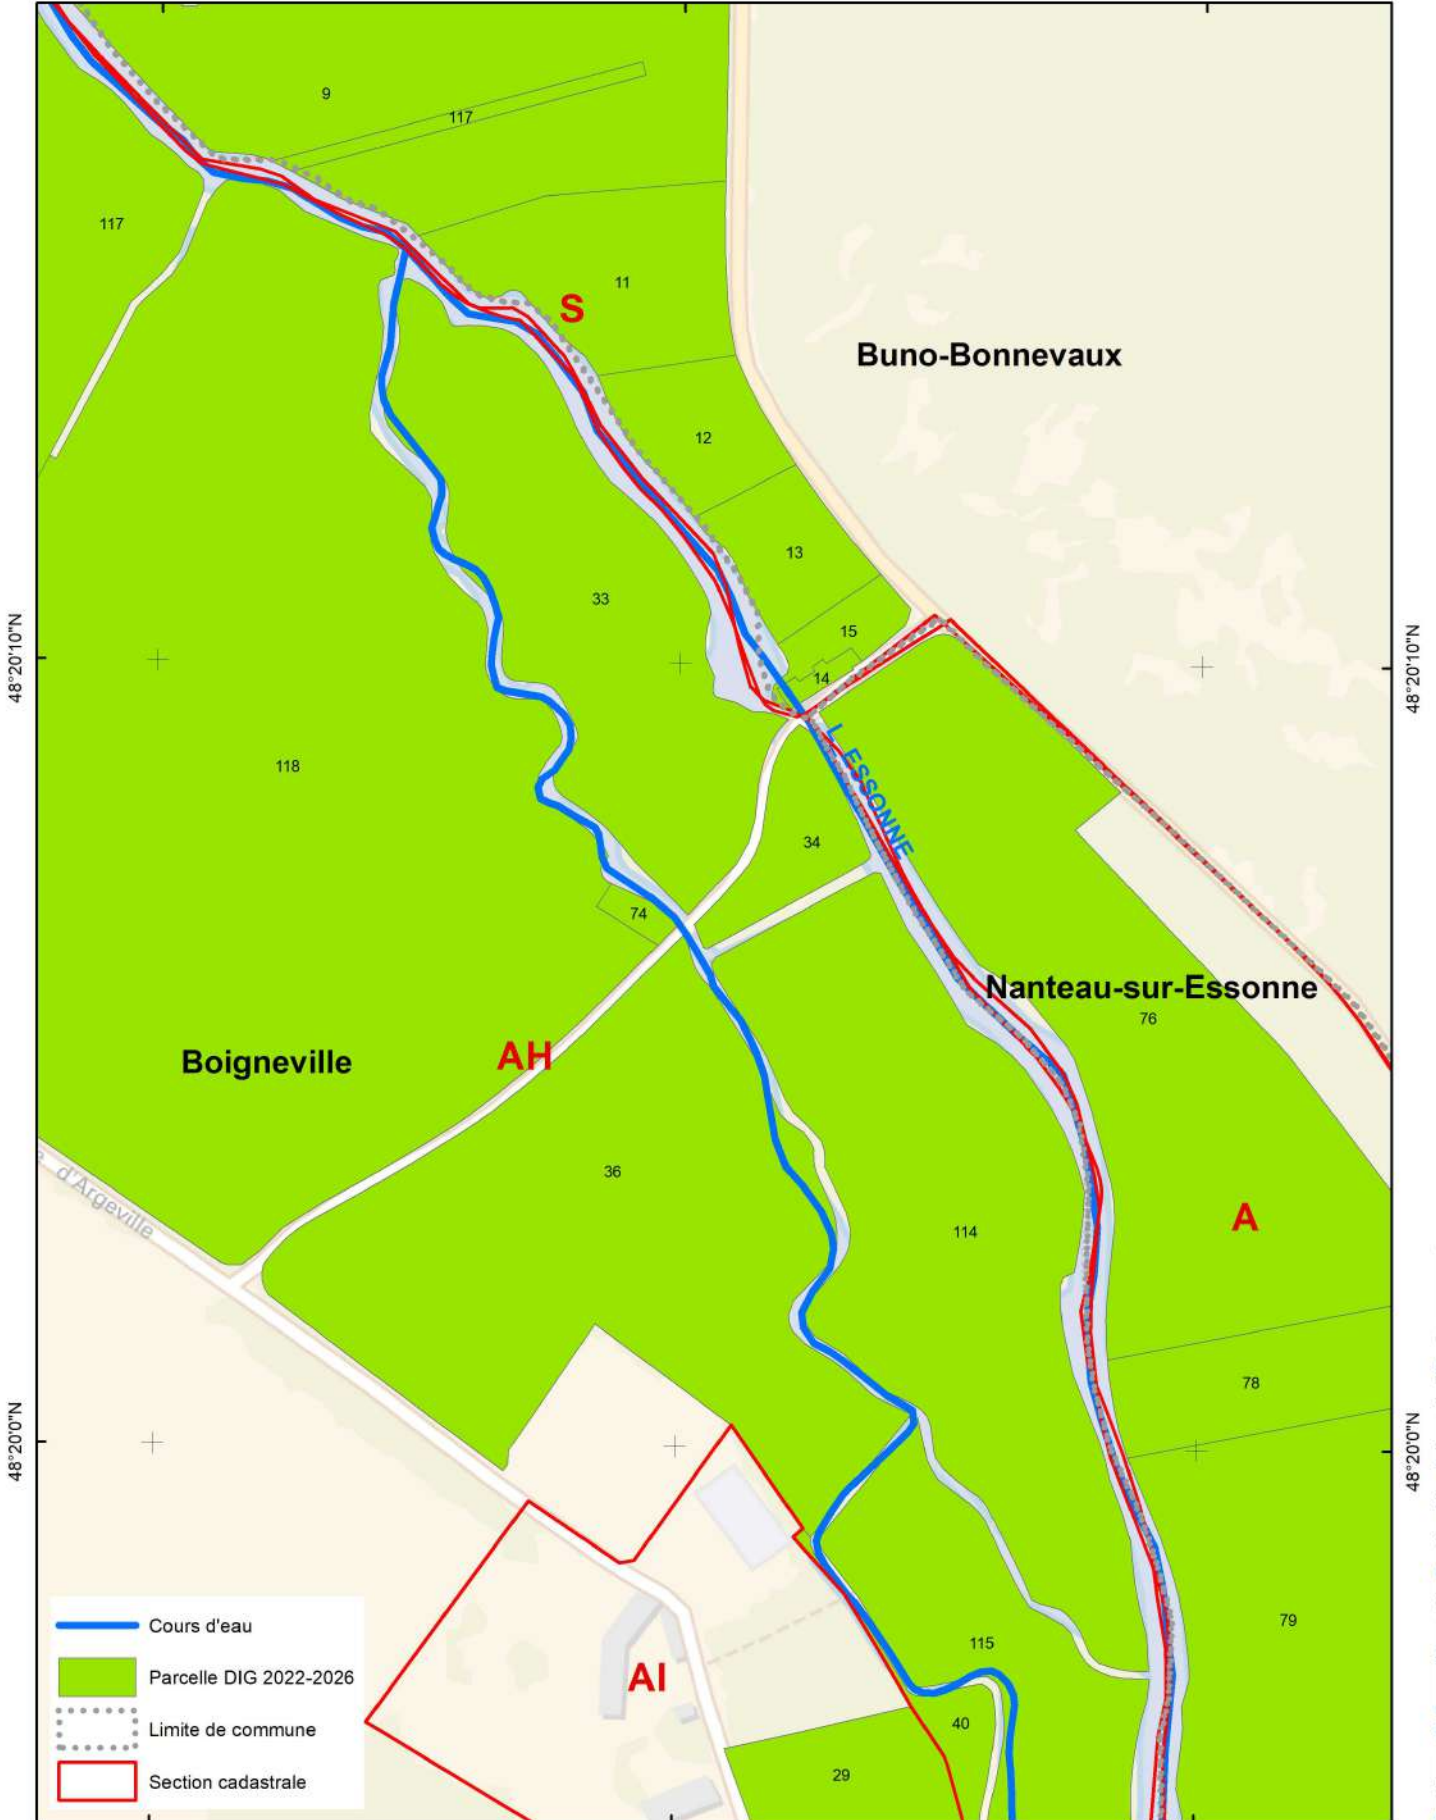 9
117
117
11
S
Buno-Bonnevaux
12
13
33
15
14
48°20'10"N
48°20'10"N
118
L ESSONNE
34
74
Nanteau-sur-Essonne
76
AH
Boigneville
36
d'Argeville
114
A
78
48°20'0"N
48°20'0"N
79
115
AI
40
29
Cours d'eau
Parcelle DIG 2022-2026
Limite de commune
Section cadastrale